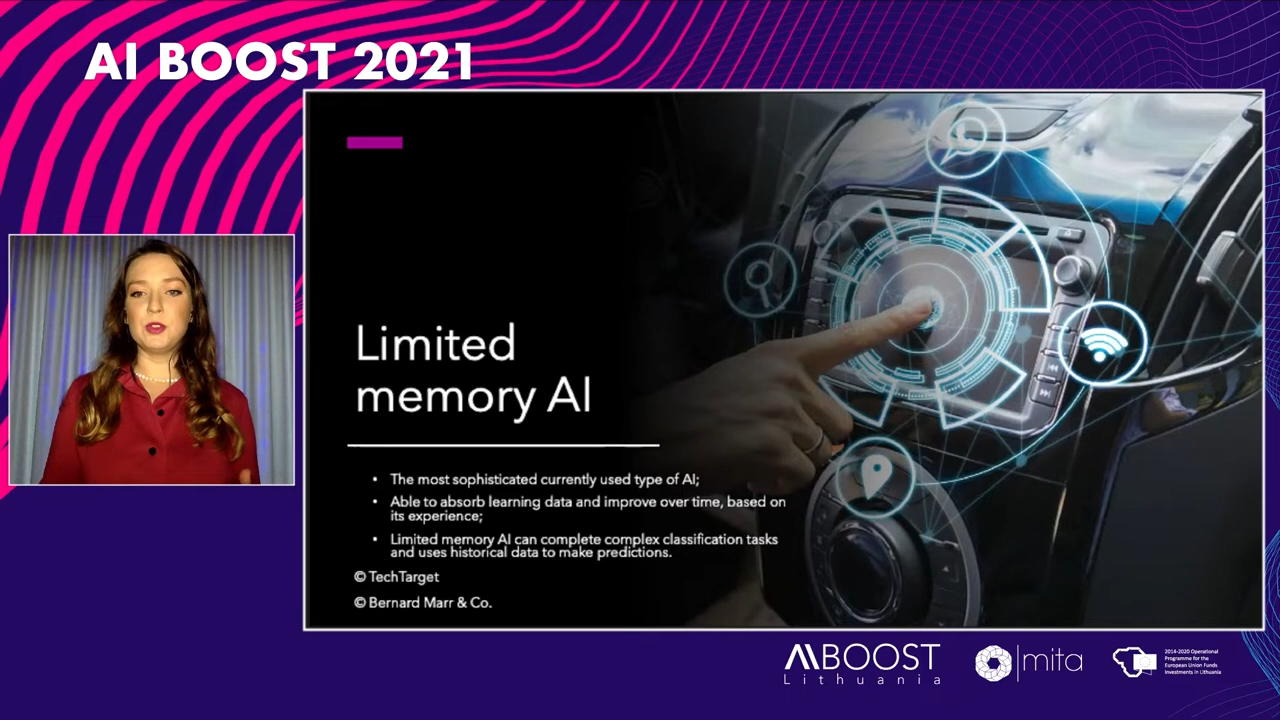 AI BOOST 2021
Limited
memory AI
• The most sophisticated currently used type of AI;
• Able to absorb learning data and improve over time, based on
its experience;
• Limited memory AI can complete complex classification tasks
and uses historical data to make predictions.
© TechTarget
© Bernard Marr & Co.
AIBOOST
Lithuania
mita
2014-2020 Operational
Programme for the
European Union Funds
Investments in Lithuania